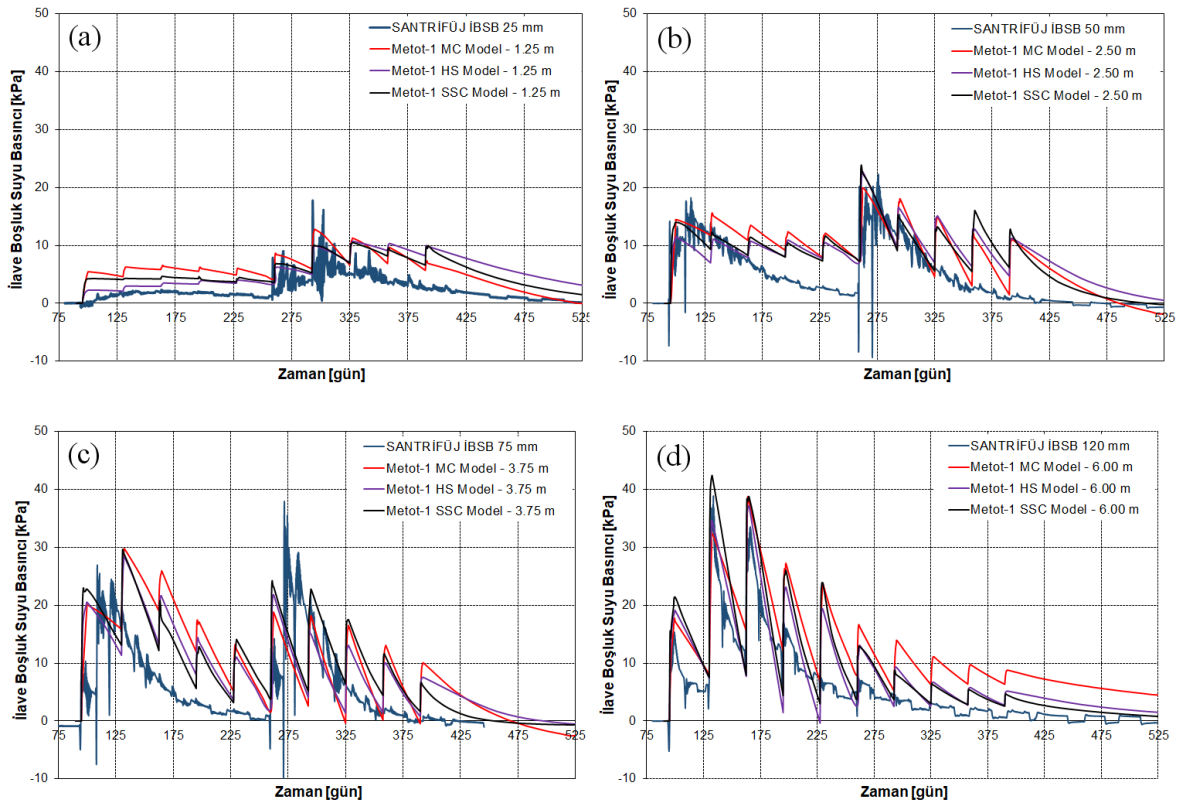 (a)
SANTRİFÜJ İBSB 25 mm
Metot-1 MC Model - 1.25 m
Metot-1 HS Model - 1.25 m
Metot-1 SSC Model - 1.25 m
İlave Boşluk Suyu Basıncı [kPa]
50
40
30
20
10
0
-10
75 125 175 225 275 325 375 425 475 525
Zaman [gün]
(b)
SANTRİFÜJ İBSB 50 mm
Metot-1 MC Model - 2.50 m
Metot-1 HS Model - 2.50 m
Metot-1 SSC Model - 2.50 m
İlave Boşluk Suyu Basıncı [kPa]
50
40
30
20
10
0
-10
75 125 175 225 275 325 375 425 475 525
Zaman [gün]
(c)
SANTRİFÜJ İBSB 75 mm
Metot-1 MC Model - 3.75 m
Metot-1 HS Model - 3.75 m
Metot-1 SSC Model - 3.75 m
İlave Boşluk Suyu Basıncı [kPa]
50
40
30
20
10
0
-10
75 125 175 225 275 325 375 425 475 525
Zaman [gün]
(d)
SANTRİFÜJ İBSB 120 mm
Metot-1 MC Model - 6.00 m
Metot-1 HS Model - 6.00 m
Metot-1 SSC Model - 6.00 m
İlave Boşluk Suyu Basıncı [kPa]
50
40
30
20
10
0
-10
75 125 175 225 275 325 375 425 475 525
Zaman [gün]